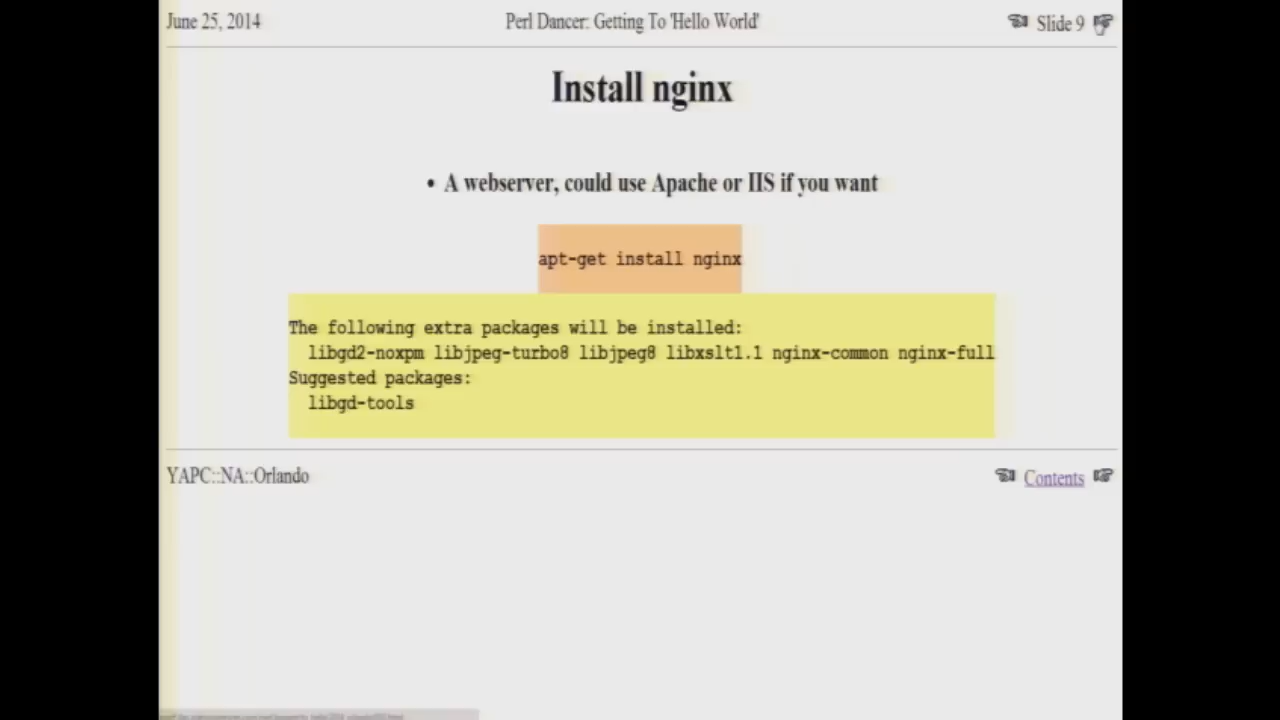 June 25, 2014
Perl Dancer: Getting To 'Hello World'
Slide 9
Install nginx
• A webserver, could use Apache or IIS if you want
apt-get install nginx
The following extra packages will be installed:
libgd2-noxpm libjpeg-turbo8 libjpeg8 libxslt1.1 nginx-common nginx-full
Suggested packages:
libgd-tools
YAPC::NA::Orlando
Contents